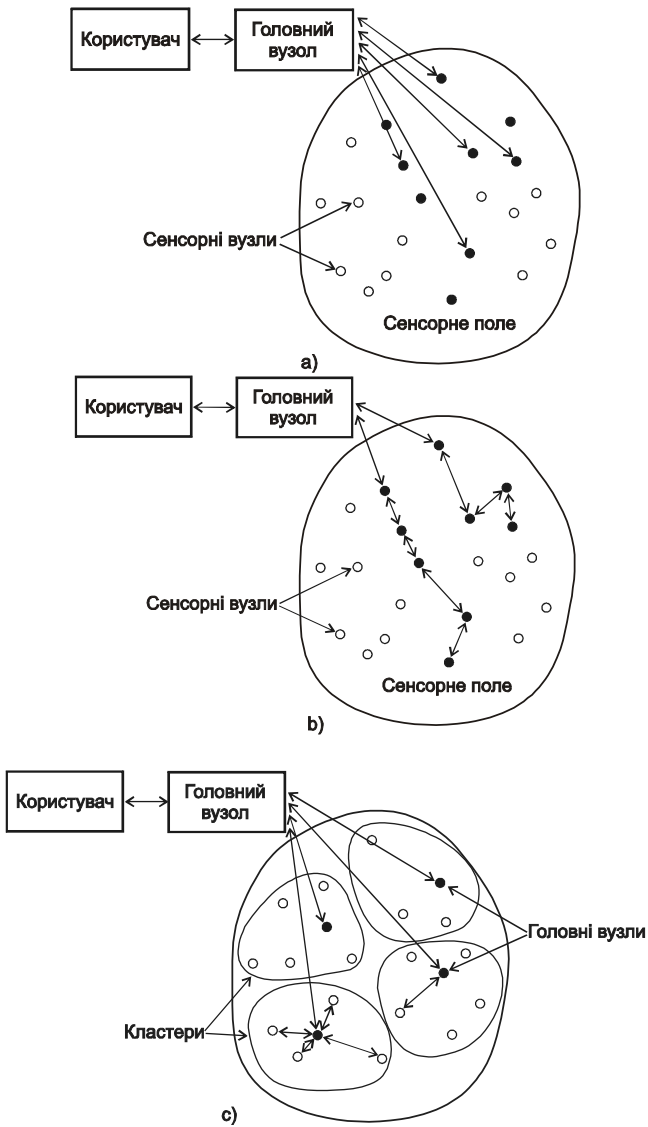 Користувач
Головний
вузол
Сенсорні вузли
Сенсорне поле
a)
Користувач
Головний
вузол
Сенсорні вузли
Сенсорне поле
b)
Користувач
Головний
вузол
Головні вузли
Кластери
c)